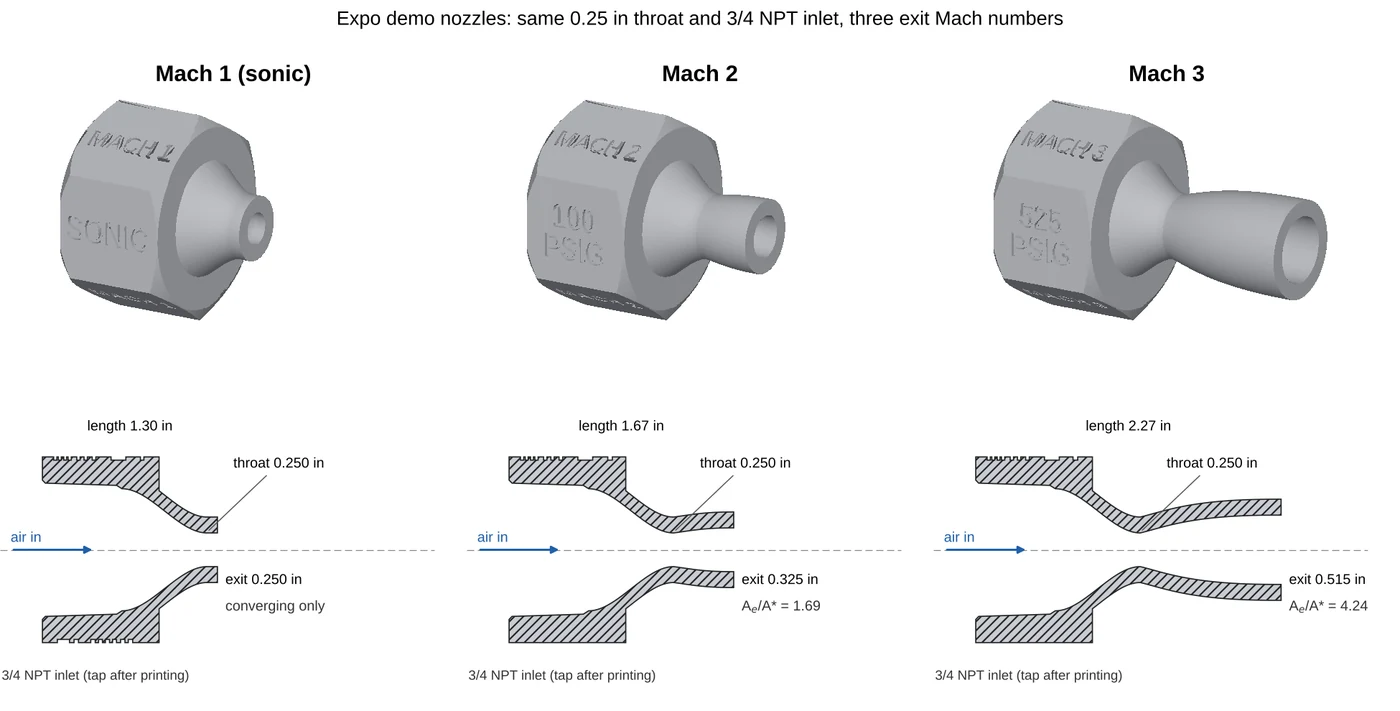 Expo demo nozzles: same 0.25 in throat and 3/4 NPT inlet, three exit Mach numbers
Mach 1 (sonic)
Mach 2
Mach 3
MACH 1
SONIC
MACH 2
100
PSIG
MACH 3
525
PSIG
length 1.30 in
throat 0.250 in
air in
exit 0.250 in
converging only
3/4 NPT inlet (tap after printing)
length 1.67 in
throat 0.250 in
air in
exit 0.325 in
Ae/A* = 1.69
3/4 NPT inlet (tap after printing)
length 2.27 in
throat 0.250 in
air in
exit 0.515 in
Ae/A* = 4.24
3/4 NPT inlet (tap after printing)